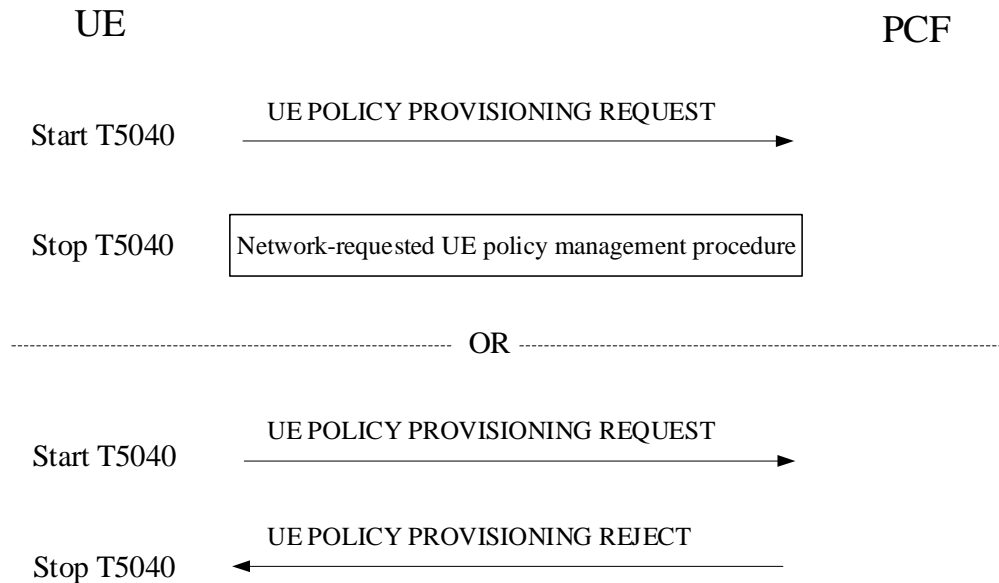 UE
PCF
UE POLICY PROVISIONING REQUEST
Start T5040
Stop T5040
Network-requested UE policy management procedure
OR
UE POLICY PROVISIONING REQUEST
Start T5040
UE POLICY PROVISIONING REJECT
Stop T5040